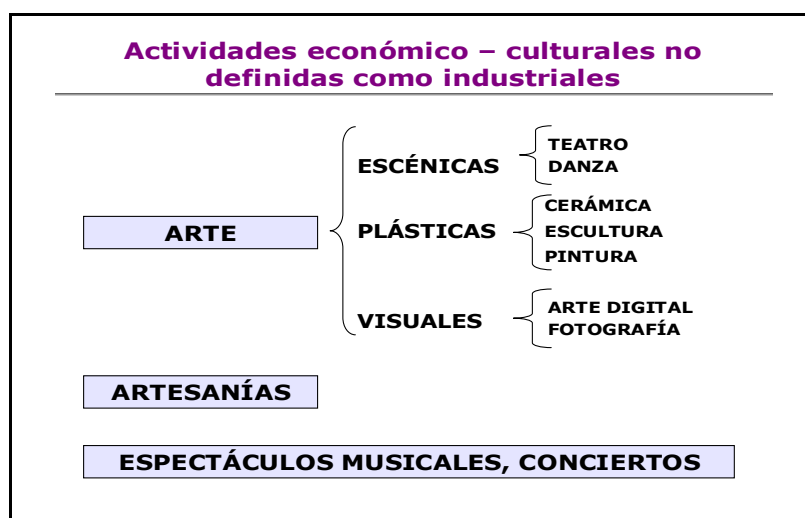 Actividades económico – culturales no
definidas como industriales
ARTE
ESCÉNICAS
TEATRO
DANZA
PLÁSTICAS
CERÁMICA
ESCULTURA
PINTURA
VISUALES
ARTE DIGITAL
FOTOGRAFÍA
ARTESANÍAS
ESPECTÁCULOS MUSICALES, CONCIERTOS